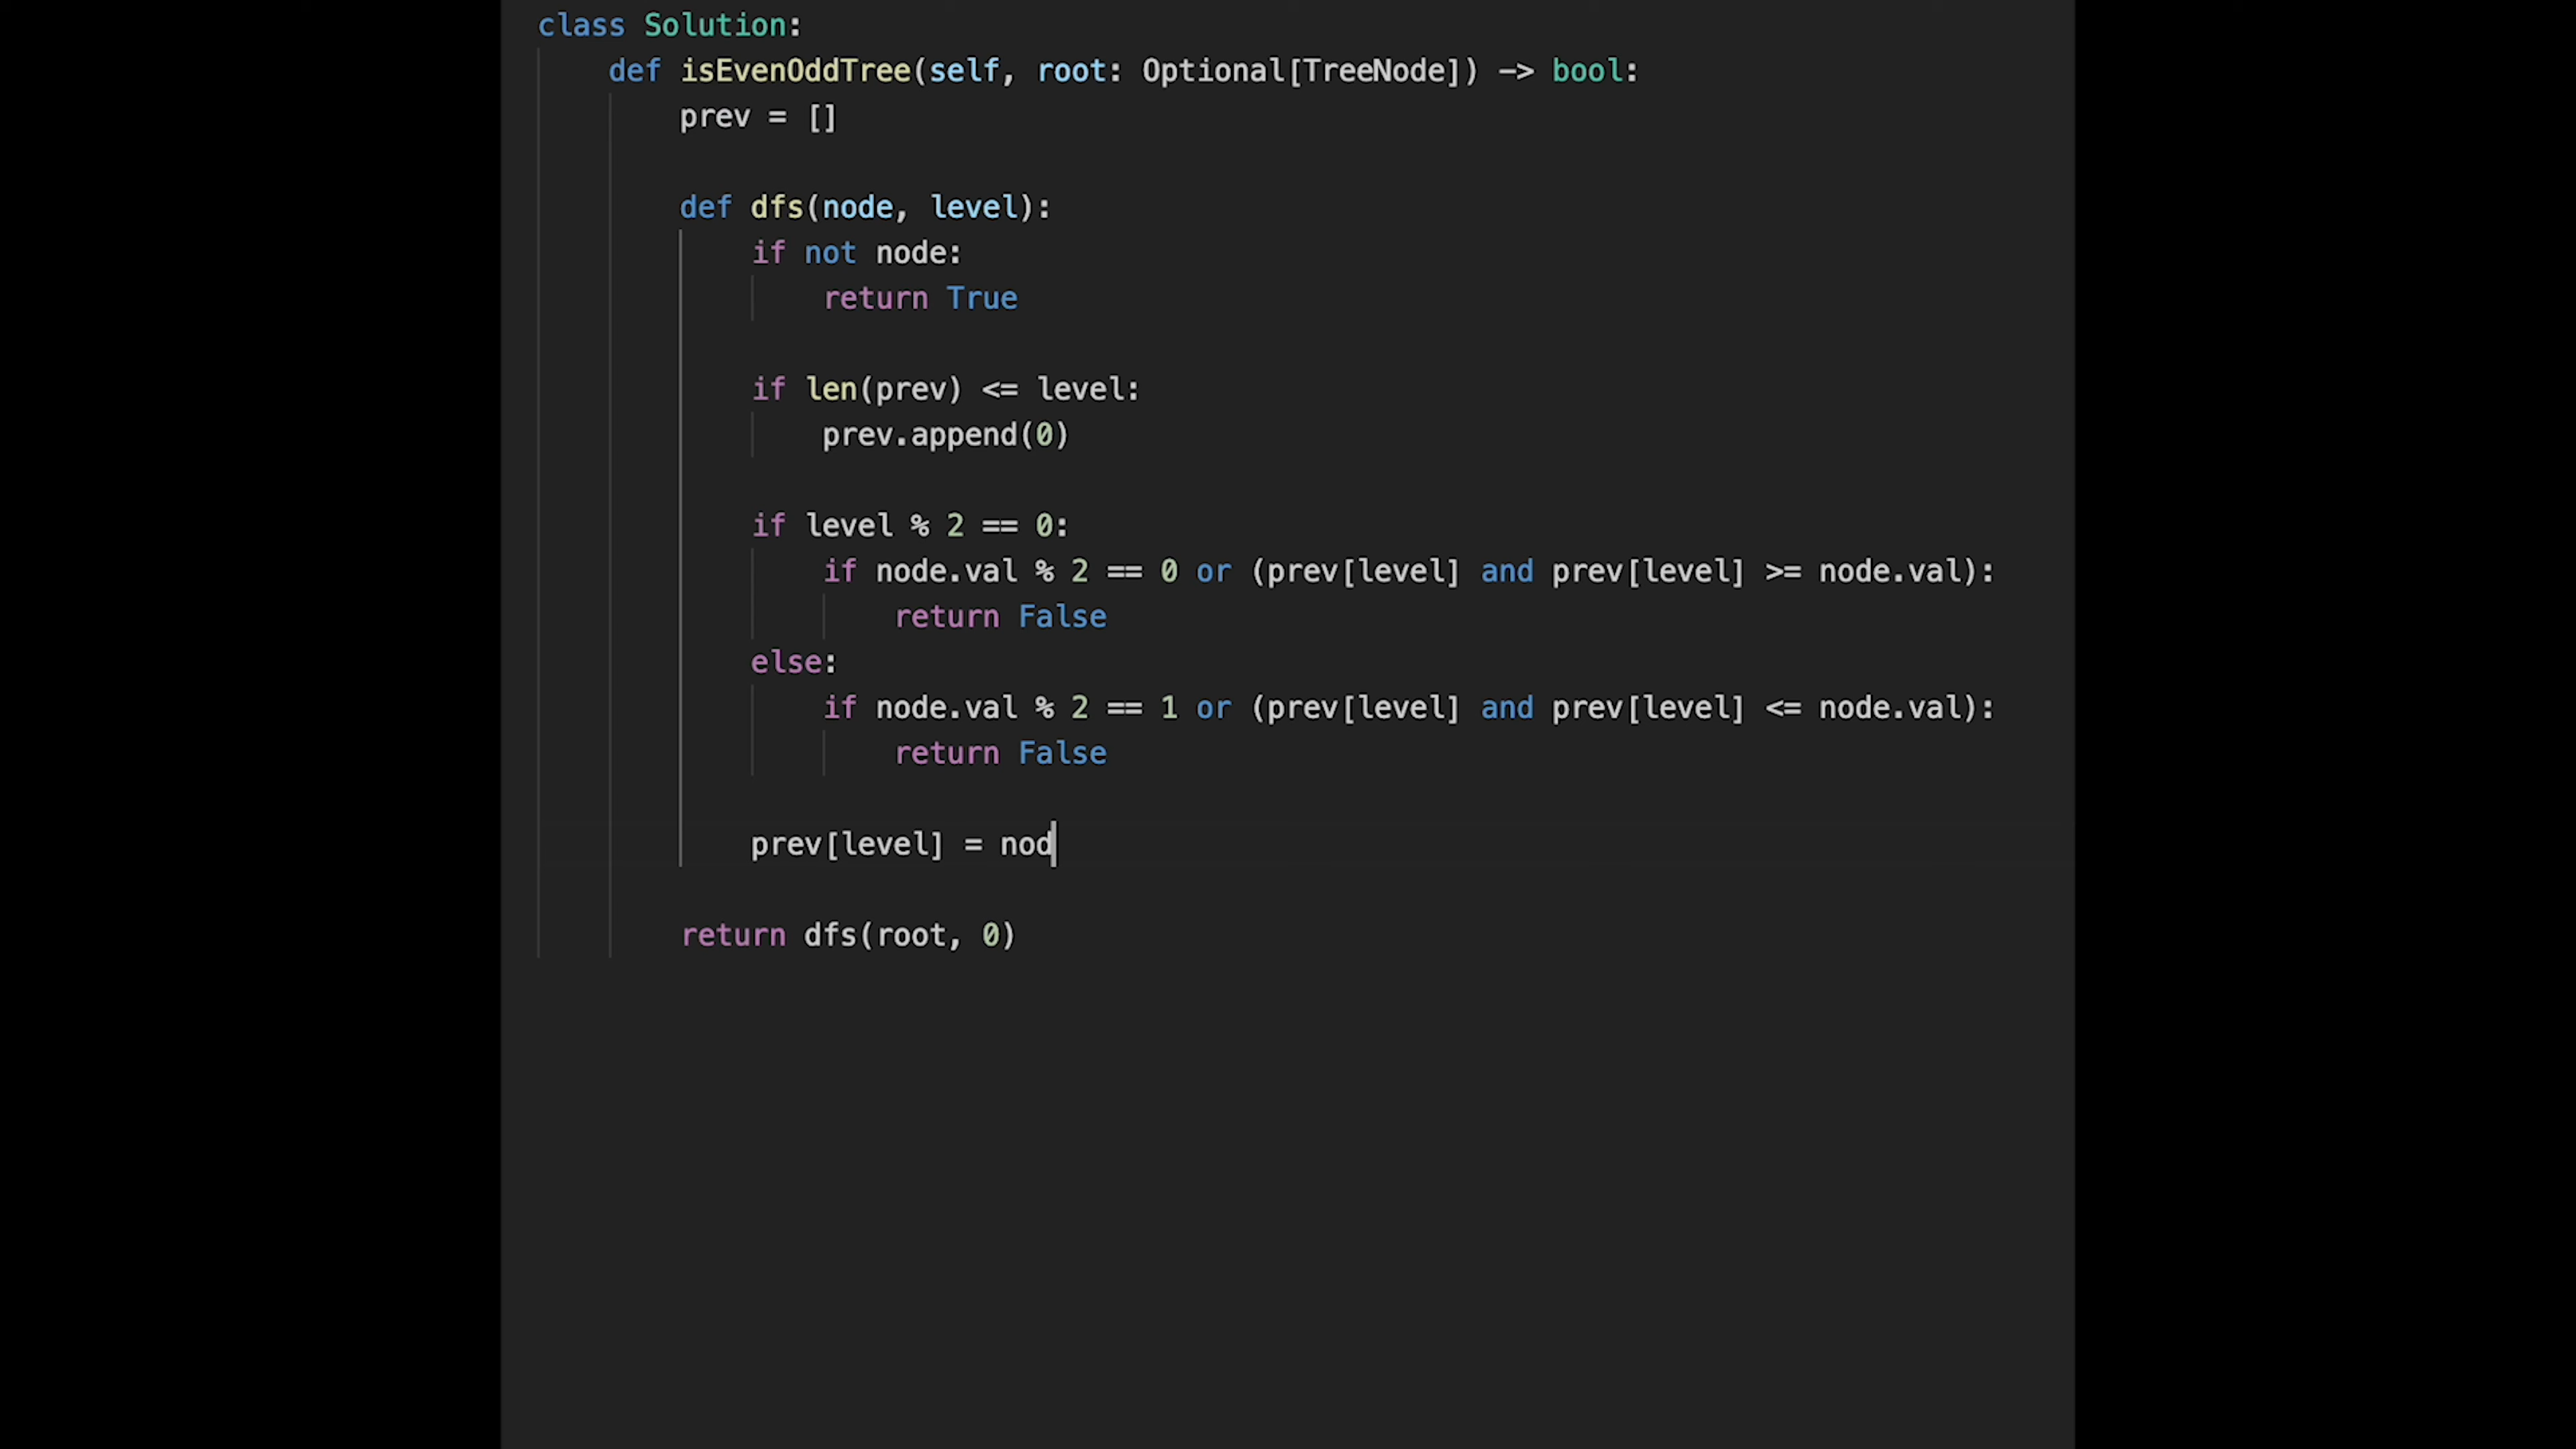 class Solution:
    def isEvenOddTree(self, root: Optional[TreeNode]) -> bool:
        prev = []

        def dfs(node, level):
            if not node:
                return True

            if len(prev) <= level:
                prev.append(0)

            if level % 2 == 0:
                if node.val % 2 == 0 or (prev[level] and prev[level] >= node.val):
                    return False
            else:
                if node.val % 2 == 1 or (prev[level] and prev[level] <= node.val):
                    return False

            prev[level] = nod

        return dfs(root, 0)